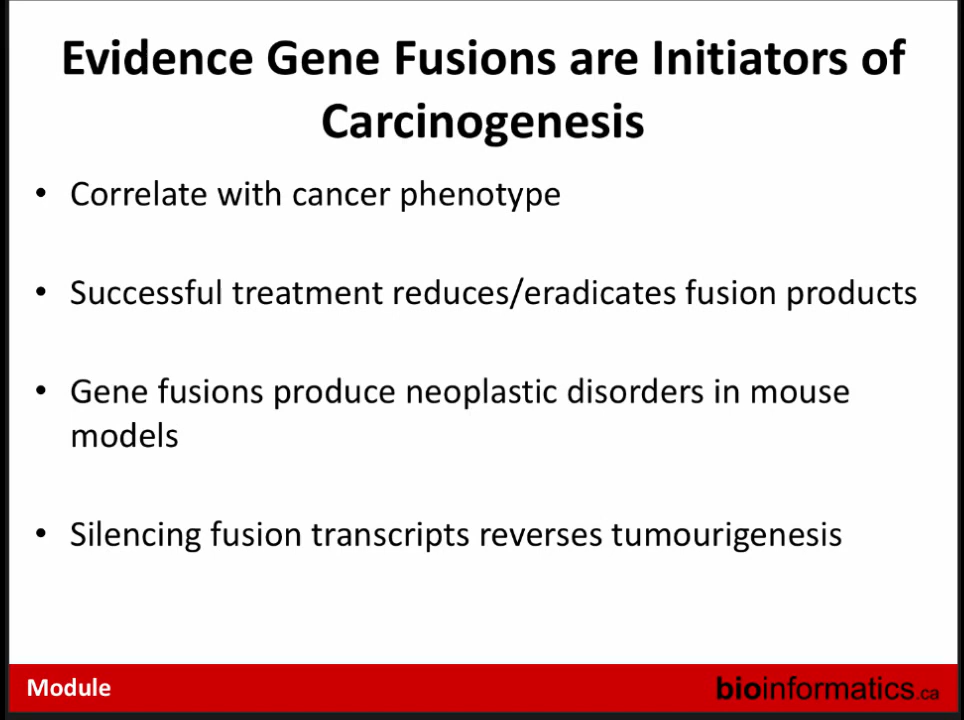 Evidence Gene Fusions are Initiators of
Carcinogenesis
• Correlate with cancer phenotype
• Successful treatment reduces/eradicates fusion products
• Gene fusions produce neoplastic disorders in mouse
models
• Silencing fusion transcripts reverses tumourigenesis
Module
bioinformatics.ca